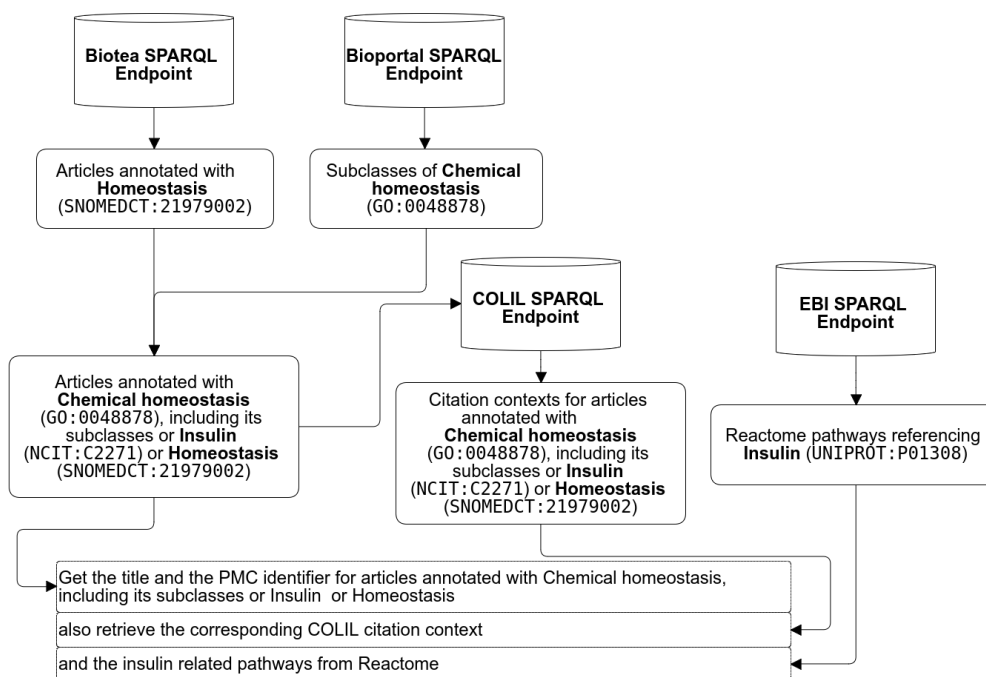 Biotea SPARQL
Endpoint
Bioportal SPARQL
Endpoint
Articles annotated with
Homeostasis
(SNOMEDCT:21979002)
Subclasses of Chemical
homeostasis
(GO:0048878)
COLIL SPARQL
Endpoint
EBI SPARQL
Endpoint
Articles annotated with
Chemical homeostasis
(GO:0048878), including its
subclasses or Insulin
(NCIT:C2271) or Homeostasis
(SNOMEDCT:21979002)
Citation contexts for articles
annotated with
Chemical homeostasis
(GO:0048878), including its
subclasses or Insulin
(NCIT:C2271) or Homeostasis
(SNOMEDCT:21979002)
Reactome pathways referencing
Insulin (UNIPROT:P01308)
Get the title and the PMC identifier for articles annotated with Chemical homeostasis,
including its subclasses or Insulin or Homeostasis
also retrieve the corresponding COLIL citation context
and the insulin related pathways from Reactome